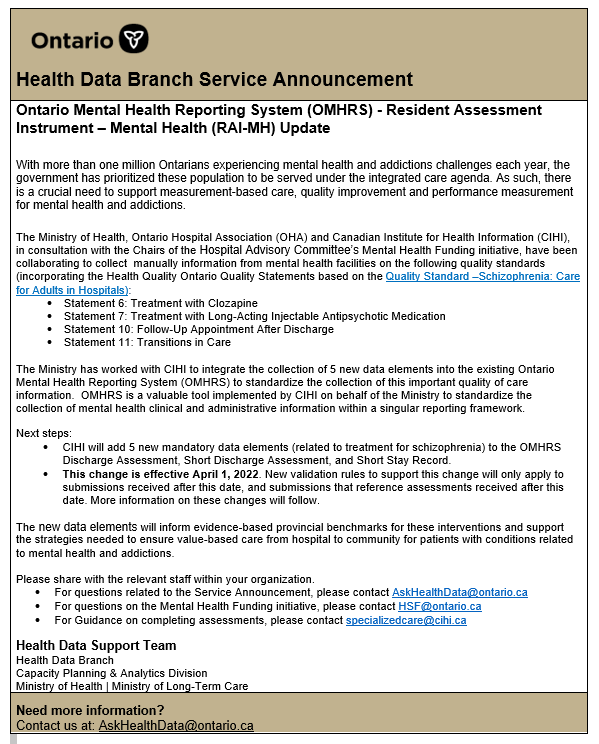 Ontario
Health Data Branch Service Announcement
Ontario Mental Health Reporting System (OMHRS) - Resident Assessment
Instrument – Mental Health (RAI-MH) Update
With more than one million Ontarians experiencing mental health and addictions challenges each year, the
government has prioritized these population to be served under the integrated care agenda. As such, there
is a crucial need to support measurement-based care, quality improvement and performance measurement
for mental health and addictions.
The Ministry of Health, Ontario Hospital Association (OHA) and Canadian Institute for Health Information (CIHI),
in consultation with the Chairs of the Hospital Advisory Committee's Mental Health Funding initiative, have been
collaborating to collect manually information from mental health facilities on the following quality standards
(incorporating the Health Quality Ontario Quality Statements based on the Quality Standard –Schizophrenia: Care
for Adults in Hospitals):
• Statement 6: Treatment with Clozapine
• Statement 7: Treatment with Long-Acting Injectable Antipsychotic Medication
• Statement 10: Follow-Up Appointment After Discharge
• Statement 11: Transitions in Care
The Ministry has worked with CIHI to integrate the collection of 5 new data elements into the existing Ontario
Mental Health Reporting System (OMHRS) to standardize the collection of this important quality of care
information. OMHRS is a valuable tool implemented by CIHI on behalf of the Ministry to standardize the
collection of mental health clinical and administrative information within a singular reporting framework.
Next steps:
• CIHI will add 5 new mandatory data elements (related to treatment for schizophrenia) to the OMHRS
Discharge Assessment, Short Discharge Assessment, and Short Stay Record.
• This change is effective April 1, 2022. New validation rules to support this change will only apply to
submissions received after this date, and submissions that reference assessments received after this
date. More information on these changes will follow.
The new data elements will inform evidence-based provincial benchmarks for these interventions and support
the strategies needed to ensure value-based care from hospital to community for patients with conditions related
to mental health and addictions.
Please share with the relevant staff within your organization.
• For questions related to the Service Announcement, please contact AskHealthData@ontario.ca
• For questions on the Mental Health Funding initiative, please contact HSF@ontario.ca
• For Guidance on completing assessments, please contact specializedcare@cihi.ca
Health Data Support Team
Health Data Branch
Capacity Planning & Analytics Division
Ministry of Health | Ministry of Long-Term Care
Need more information?
Contact us at: AskHealthData@ontario.ca